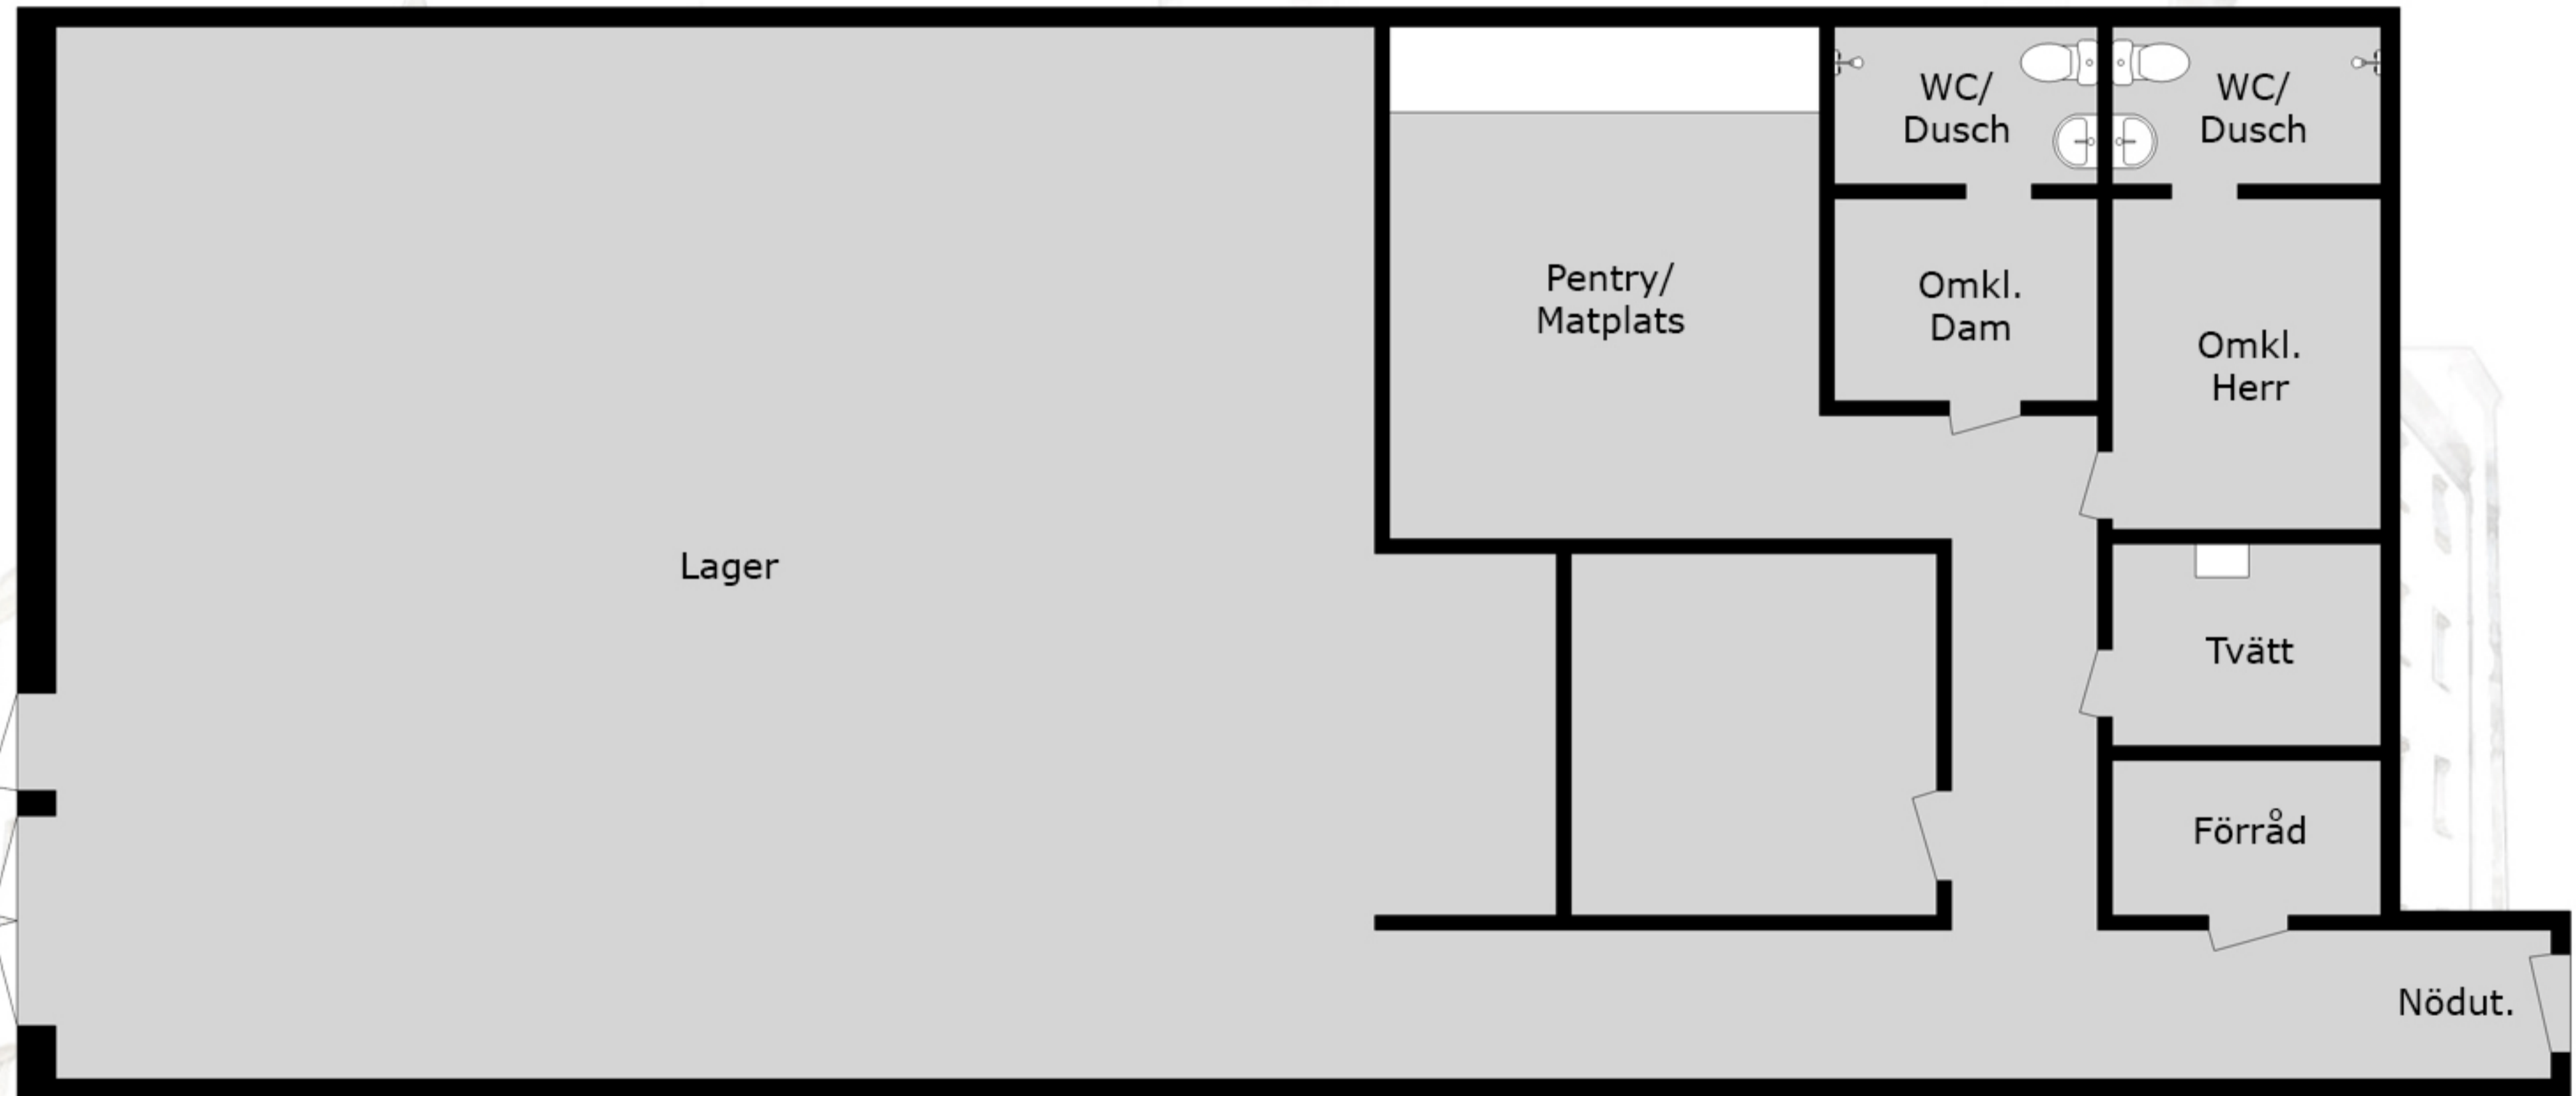 WC/
Dusch
WC/
Dusch
Pentry/
Matplats
Omkl.
Dam
Omkl.
Herr
Lager
Tvätt
Förråd
Nödut.